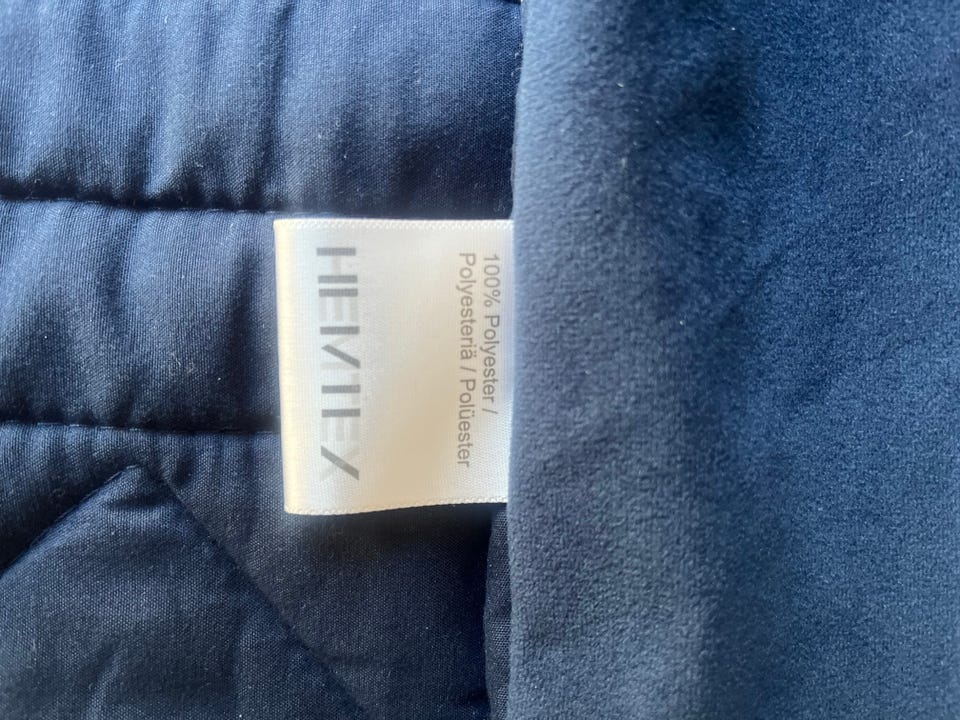 100% Polyester /
Polyesteriä / Polüester
HEMTEX